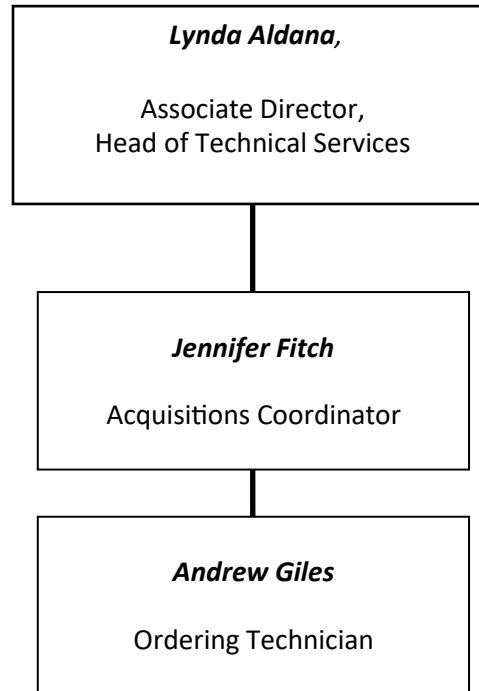 Lynda Aldana,
Associate Director,
Head of Technical Services
Jennifer Fitch
Acquisitions Coordinator
Andrew Giles
Ordering Technician